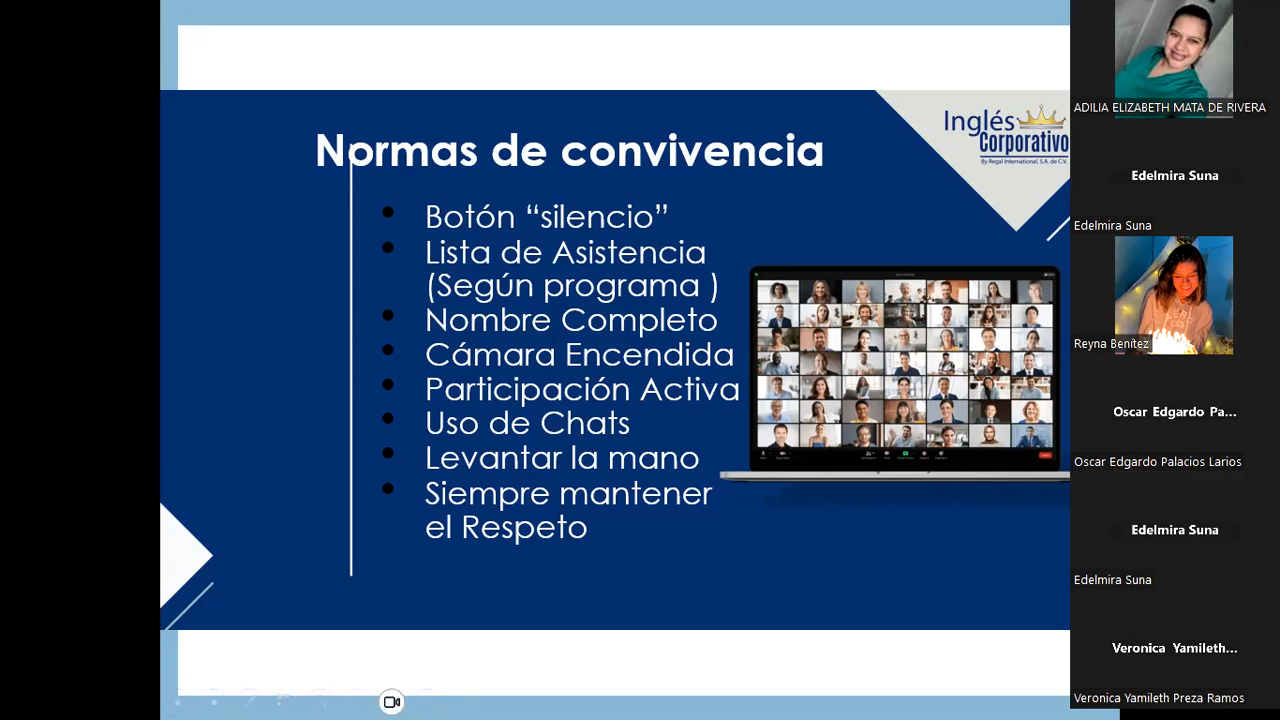 Normas de convivencia
Inglés
Corporativo
By Regal International, S.A. de C.V.
Botón “silencio”
Lista de Asistencia
(Según programa )
Nombre Completo
Cámara Encendida
Participación Activa
Uso de Chats
Levantar la mano
Siempre mantener
el Respeto
ADILIA ELIZABETH MATA DE RIVERA
Edelmira Suna
Edelmira Suna
Reyna Benítez
Oscar Edgardo Pa...
Oscar Edgardo Palacios Larios
Edelmira Suna
Edelmira Suna
Veronica Yamileth...
Veronica Yamileth Preza Ramos